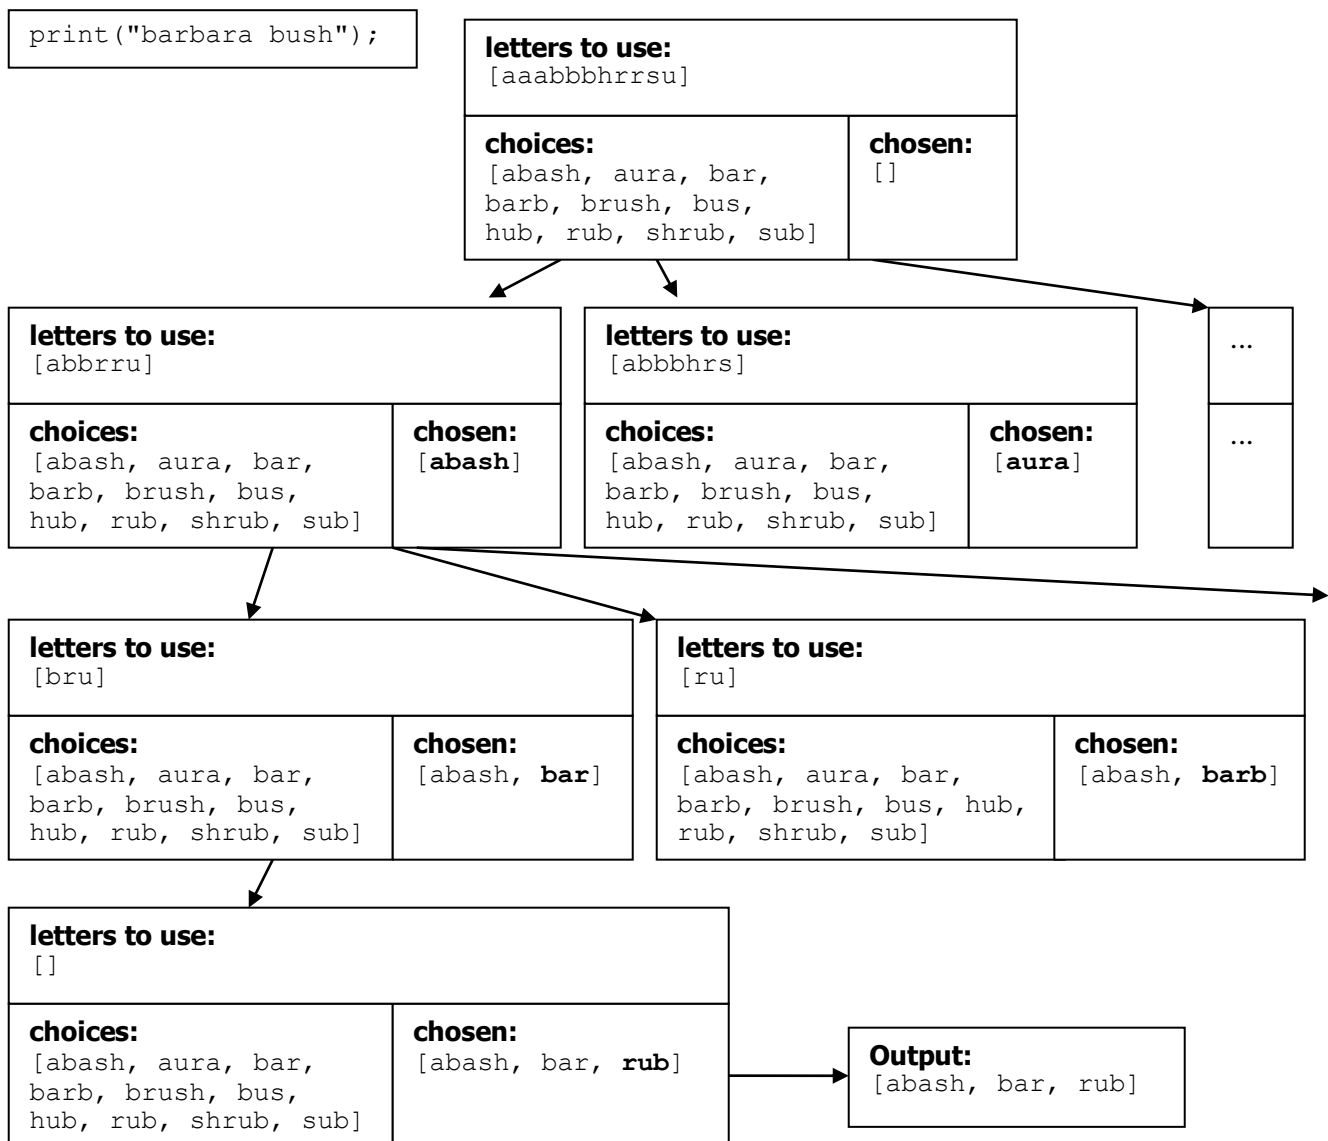 print("barbara bush");
letters to use:
[aaabbbhrrsu]
choices:
[abash, aura, bar,
barb, brush, bus,
hub, rub, shrub, sub]
chosen:
[]
letters to use:
[abbrru]
choices:
[abash, aura, bar,
barb, brush, bus,
hub, rub, shrub, sub]
chosen:
[abash]
letters to use:
[abbbhrs]
choices:
[abash, aura, bar,
barb, brush, bus,
hub, rub, shrub, sub]
chosen:
[aura]
...
...
letters to use:
[bru]
choices:
[abash, aura, bar,
barb, brush, bus,
hub, rub, shrub, sub]
chosen:
[abash, bar]
letters to use:
[ru]
choices:
[abash, aura, bar,
barb, brush, bus, hub,
rub, shrub, sub]
chosen:
[abash, barb]
letters to use:
[]
choices:
[abash, aura, bar,
barb, brush, bus,
hub, rub, shrub, sub]
chosen:
[abash, bar, rub]
Output:
[abash, bar, rub]